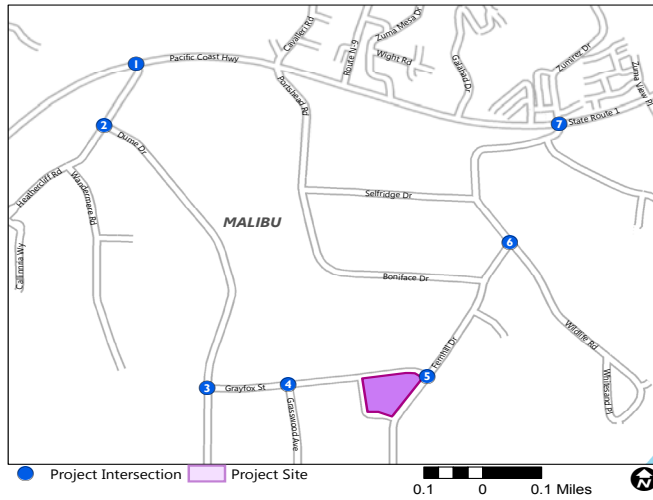 Cavalleri Rd
Route N-9
Zuma Mesa Dr
Wight Rd
Galahad Dr
Zumirez Dr
Zuma View Pl
1
Pacific Coast Hwy
Portshead Rd
7
State Route 1
2
Dume Dr
Heathercliff Rd
Wandermere Rd
Selfridge Dr
MALIBU
6
Boniface Dr
Wildlife Rd
Fernhill Dr
Whitesand Pl
5
3
Grayfox St
4
Grasswood Ave
Project Intersection
Project Site
0.1 0 0.1 Miles
N